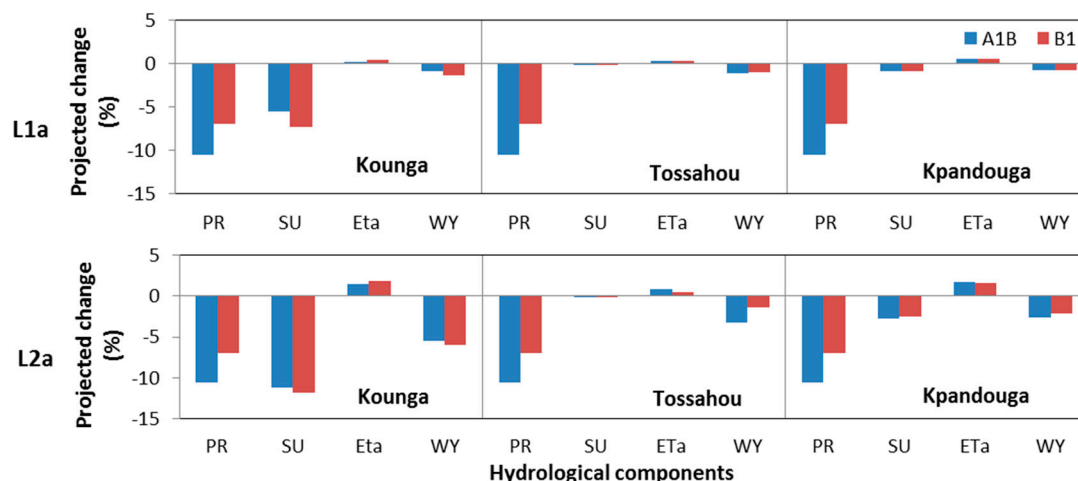 5
0
-5
-10
-15
Projected change
(%)
L1a
A1B B1
Kounga
Tossahou
Kpandouga
PR SU Eta WY PR SU ETa WY PR SU ETa WY
5
0
-5
-10
-15
Projected change
(%)
L2a
Kounga
Tossahou
Kpandouga
PR SU Eta WY PR SU ETa WY PR SU ETa WY
Hydrological components